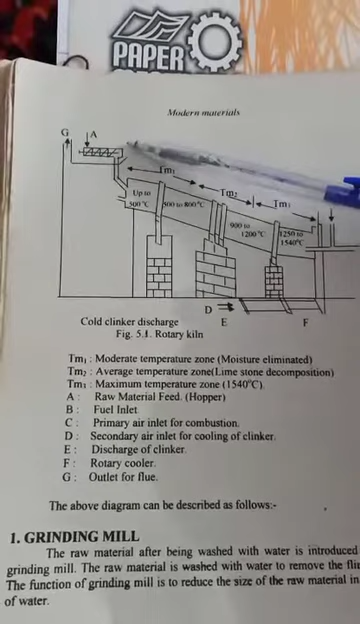 PAPER
Modern materials
G
A
Tm₁
Tm₂
Tm₃
Up to
500°C
500 to 800°C
900 to
1200°C
1250 to
1540°C
D
Cold clinker discharge
E
F
Fig. 5.1. Rotary kiln
Tm₁ : Moderate temperature zone (Moisture eliminated)
Tm₂ : Average temperature zone(Lime stone decomposition)
Tm₃ : Maximum temperature zone (1540°C)
A : Raw Material Feed. (Hopper)
B : Fuel Inlet
C : Primary air inlet for combustion.
D : Secondary air inlet for cooling of clinker.
E : Discharge of clinker.
F : Rotary cooler.
G : Outlet for flue.
The above diagram can be described as follows:-
1. GRINDING MILL
The raw material after being washed with water is introduced
grinding mill. The raw material is washed with water to remove the
The function of grinding mill is to reduce the size of the raw material in
of water.